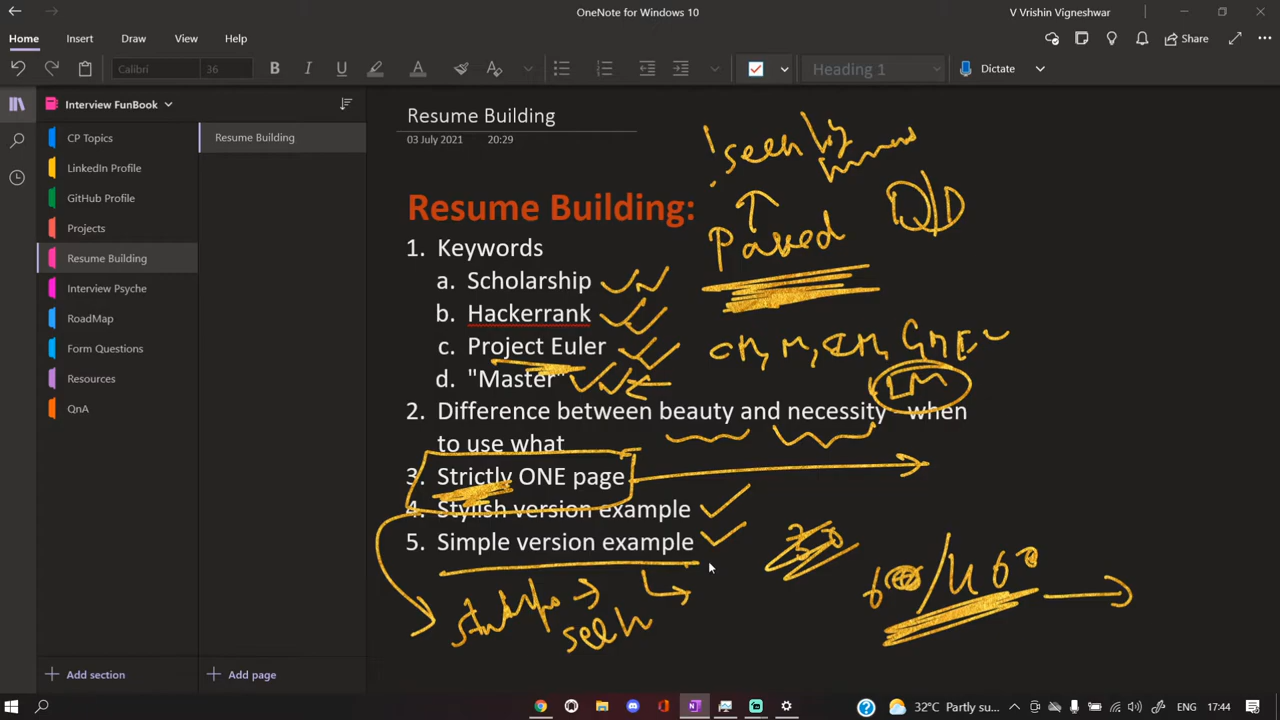 OneNote for Windows 10
V Vrishin Vigneshwar
Home Insert Draw View Help
Calibri 36 B I U A Heading 1 Dictate Share
Interview FunBook
CP Topics
LinkedIn Profile
GitHub Profile
Projects
Resume Building
Interview Psyche
RoadMap
Form Questions
Resources
QnA
Add section
Resume Building
Add page
Resume Building
03 July 2021 20:29
! seen by
Passed
Q/D
Resume Building:
1. Keywords
a. Scholarship
b. Hackerrank
c. Project Euler
d. "Master"
2. Difference between beauty and necessity - when
to use what
3. Strictly ONE page
4. Stylish version example
5. Simple version example
startups →
seen
32°C Partly su...
ENG 17:44